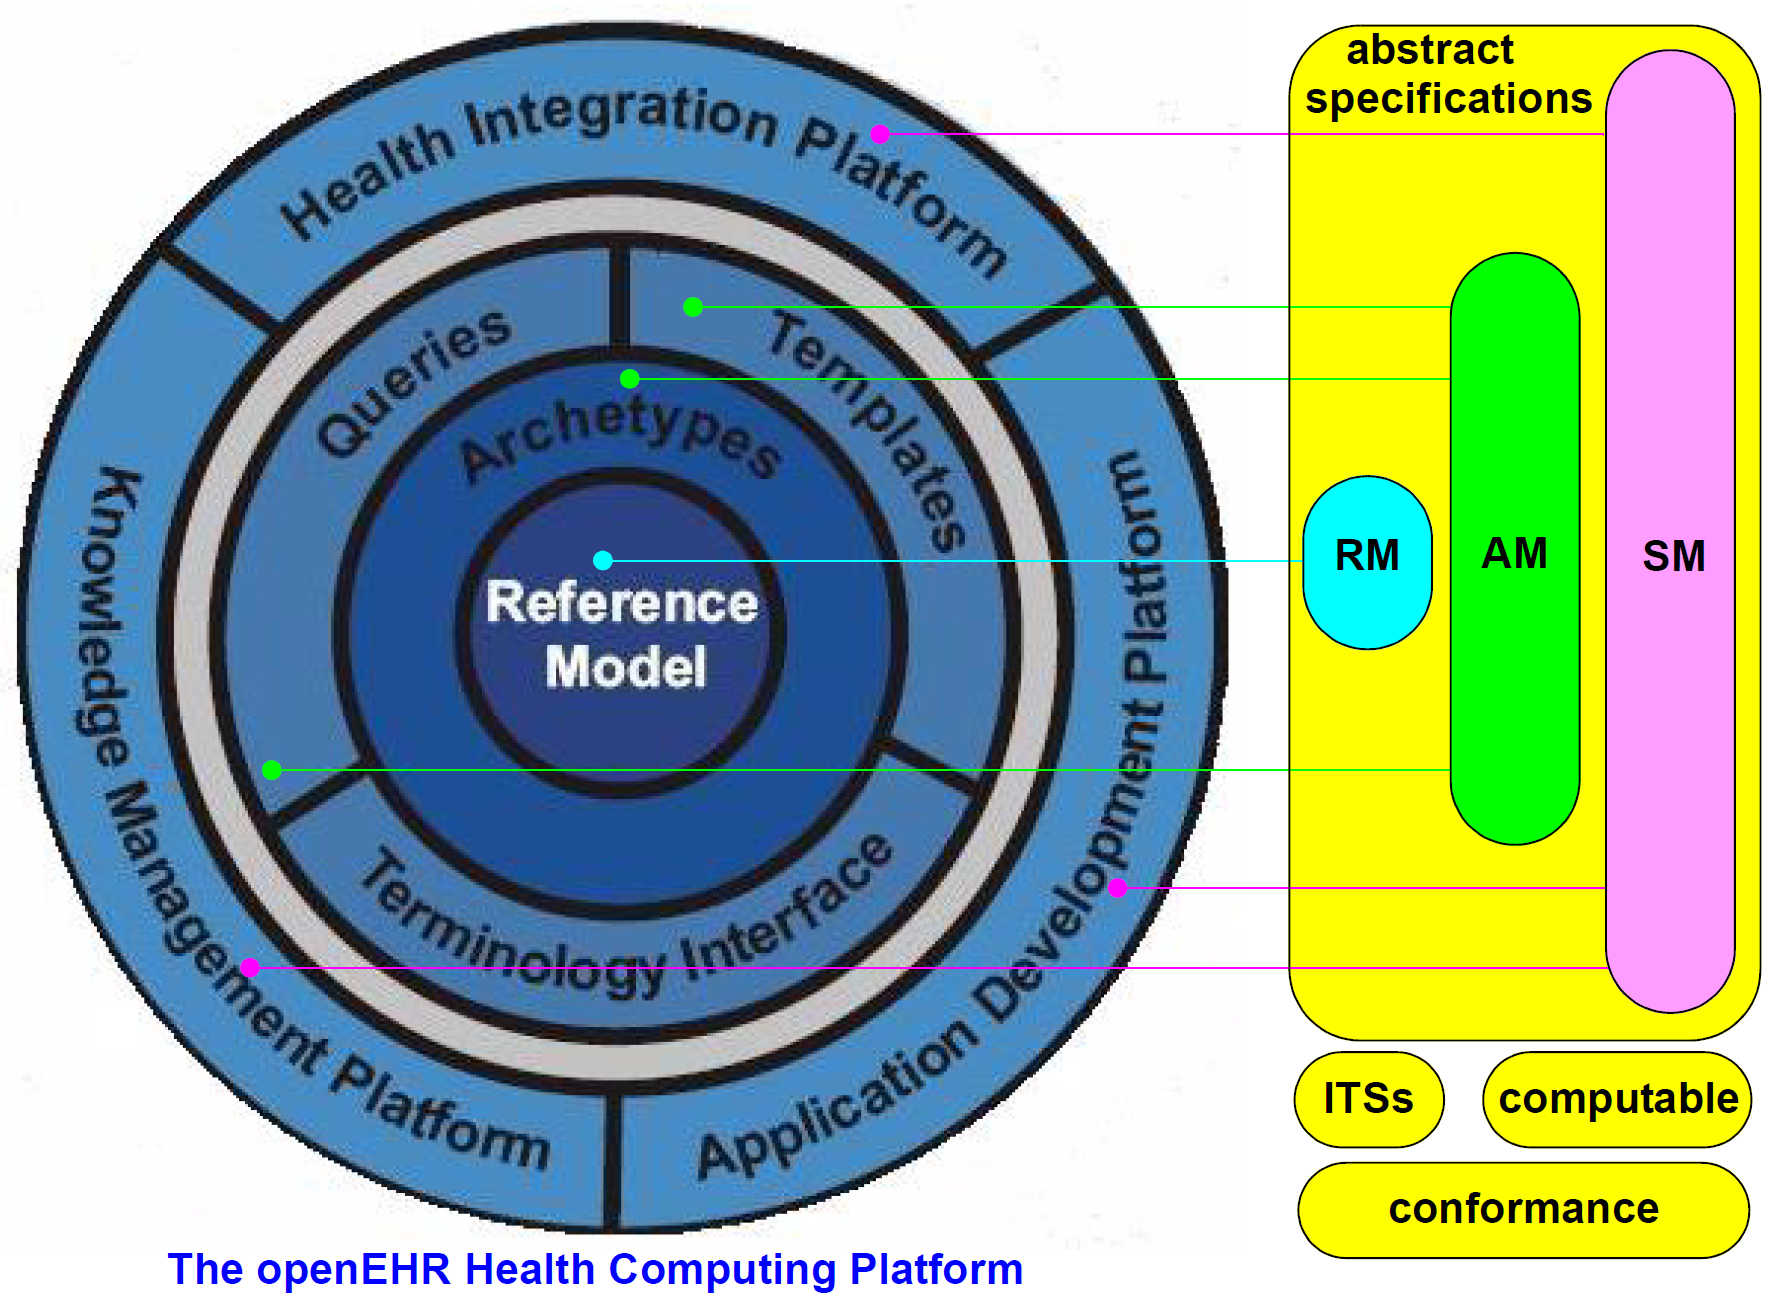 Health Integration Platform
Queries
Templates
Archetypes
Reference
Model
Terminology Interface
Knowledge Management Platform
Application Development Platform
abstract
specifications
RM
AM
SM
ITSs
computable
conformance
The openEHR Health Computing Platform